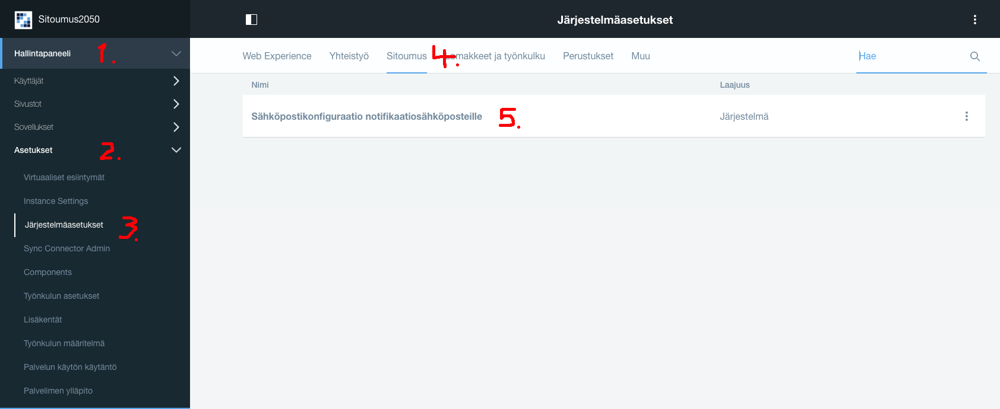 Sitoumus2050
Järjestelmäasetukset
Hallintapaneeli 1.
Käyttäjät
Sivustot
Sovellukset
Asetukset 2.
Virtuaaliset esiintymät
Instance Settings
Järjestelmäasetukset 3.
Sync Connector Admin
Components
Työnkulun asetukset
Lisäkentät
Työnkulun määritelmä
Palvelun käytön käytäntö
Palvelimen ylläpito
Web Experience Yhteistyö Sitoumus 4. omakkeet ja työnkulku Perustukset Muu Hae
Nimi Laajuus
Sähköpostikonfiguraatio notifikaatiosähköposteille 5. Järjestelmä